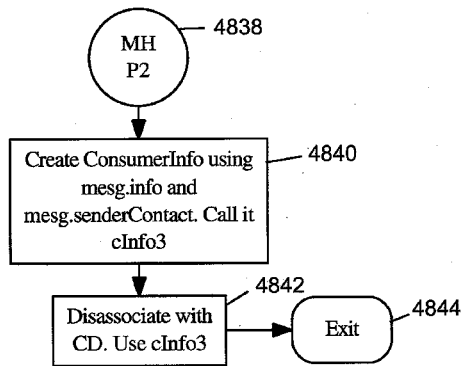 MH
P2
4838
Create ConsumerInfo using
mesg.info and
mesg.senderContact. Call it
cInfo3
4840
Disassociate with
CD. Use cInfo3
4842
Exit
4844